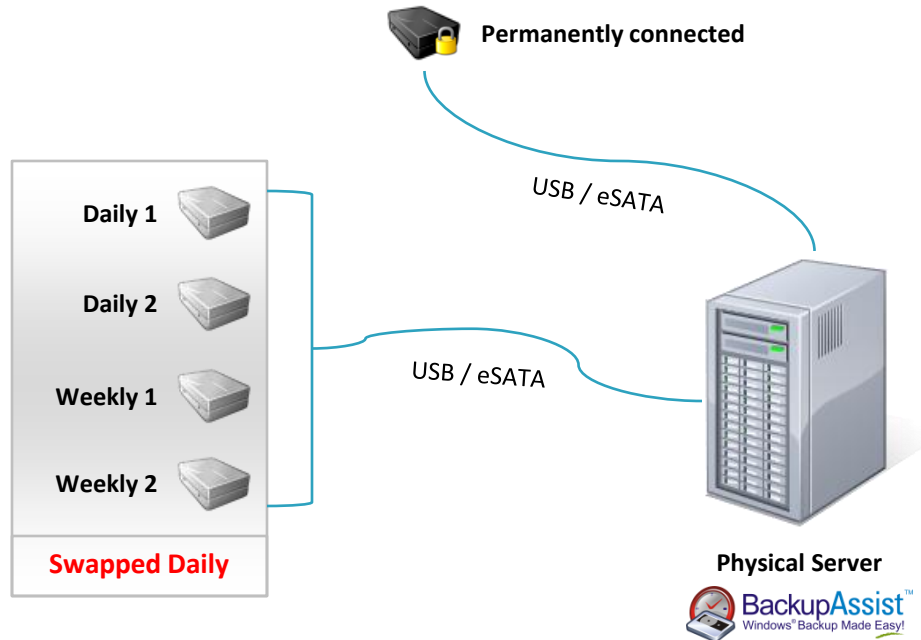 Permanently connected
USB / eSATA
Daily 1
Daily 2
Weekly 1
Weekly 2
Swapped Daily
USB / eSATA
Physical Server
BackupAssist™
Windows® Backup Made Easy!